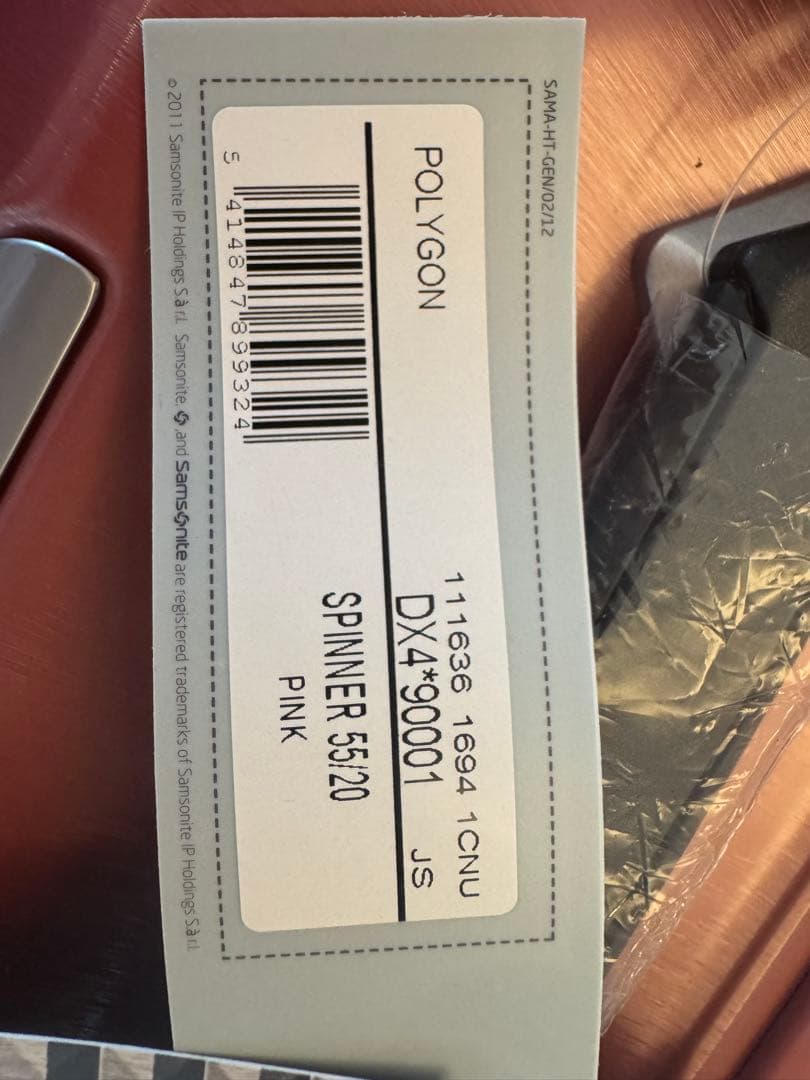 SAMA-HT-GEN/02/12
POLYGON
111636 1694 1CNU
DX4*90001 JS
SPINNER 55/20
PINK
5 414847 899324
© 2011 Samsonite IP Holdings S.à r.l. Samsonite, and Samsonite are registered trademarks of Samsonite IP Holdings S.à r.l.